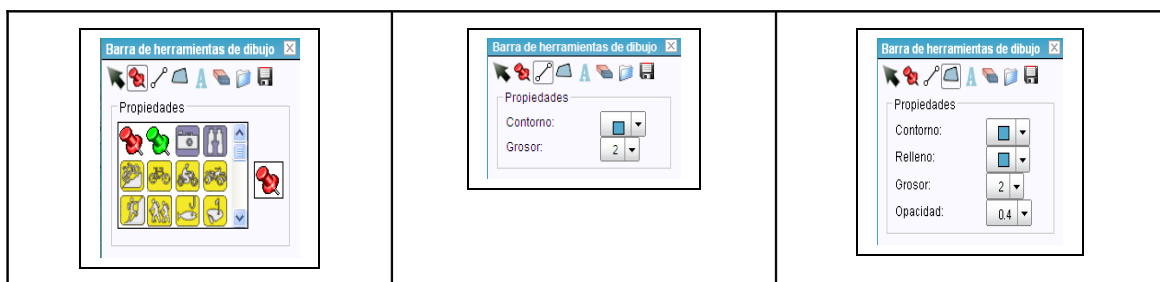 Barra de herramientas de dibujo
A
Propiedades
Barra de herramientas de dibujo
A
Propiedades
Contorno:
Grosor: 2
Barra de herramientas de dibujo
A
Propiedades
Contorno:
Relleno:
Grosor: 2
Opacidad: 0.4